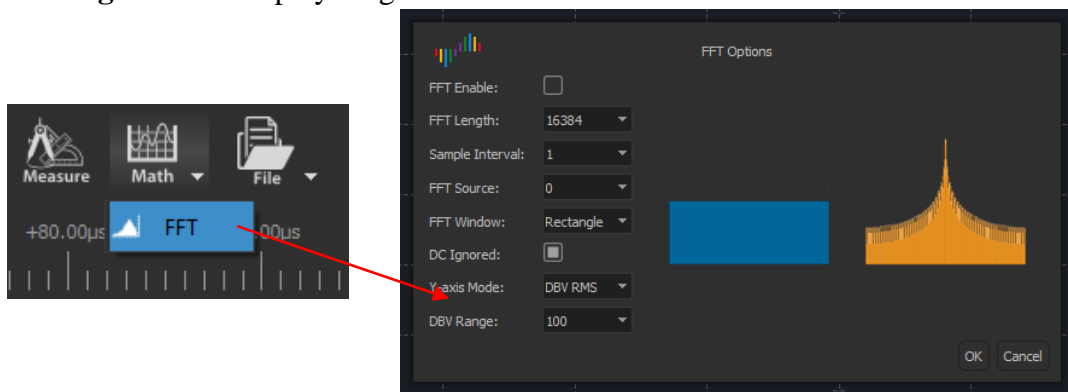 FFT Options
FFT Enable:
FFT Length: 16384
Sample Interval: 1
FFT Source: 0
FFT Window: Rectangle
DC Ignored:
Y-axis Mode: DBV RMS
DBV Range: 100
OK Cancel
Measure Math File
+80.00μs FFT .00μs